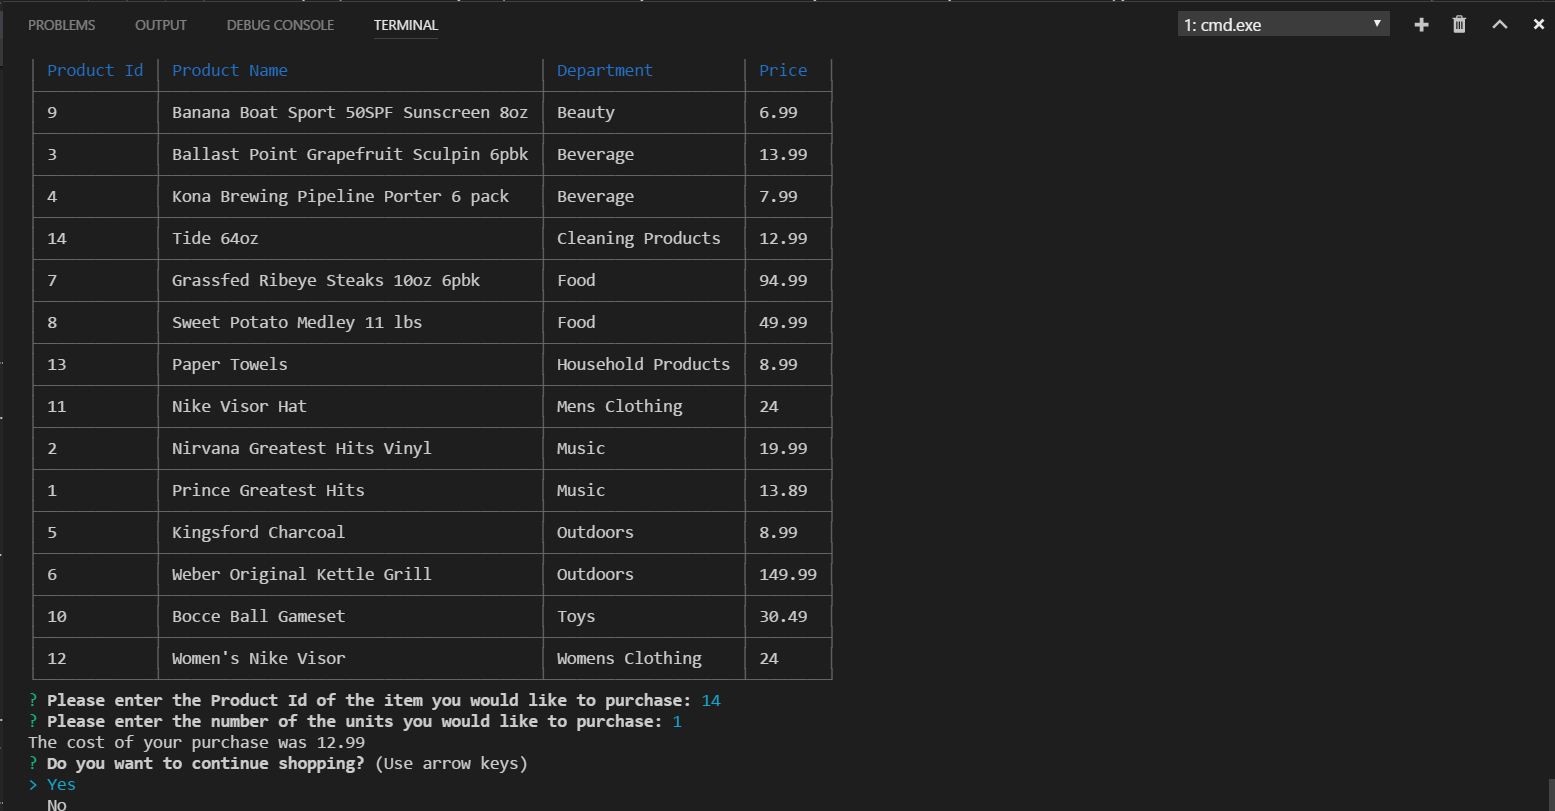 PROBLEMS OUTPUT DEBUG CONSOLE TERMINAL 1: cmd.exe
Product Id Product Name Department Price
9 Banana Boat Sport 50SPF Sunscreen 8oz Beauty 6.99
3 Ballast Point Grapefruit Sculpin 6pbk Beverage 13.99
4 Kona Brewing Pipeline Porter 6 pack Beverage 7.99
14 Tide 64oz Cleaning Products 12.99
7 Grassfed Ribeye Steaks 10oz 6pbk Food 94.99
8 Sweet Potato Medley 11 lbs Food 49.99
13 Paper Towels Household Products 8.99
11 Nike Visor Hat Mens Clothing 24
2 Nirvana Greatest Hits Vinyl Music 19.99
1 Prince Greatest Hits Music 13.89
5 Kingsford Charcoal Outdoors 8.99
6 Weber Original Kettle Grill Outdoors 149.99
10 Bocce Ball Gameset Toys 30.49
12 Women's Nike Visor Womens Clothing 24
? Please enter the Product Id of the item you would like to purchase: 14
? Please enter the number of the units you would like to purchase: 1
The cost of your purchase was 12.99
? Do you want to continue shopping? (Use arrow keys)
> Yes
No